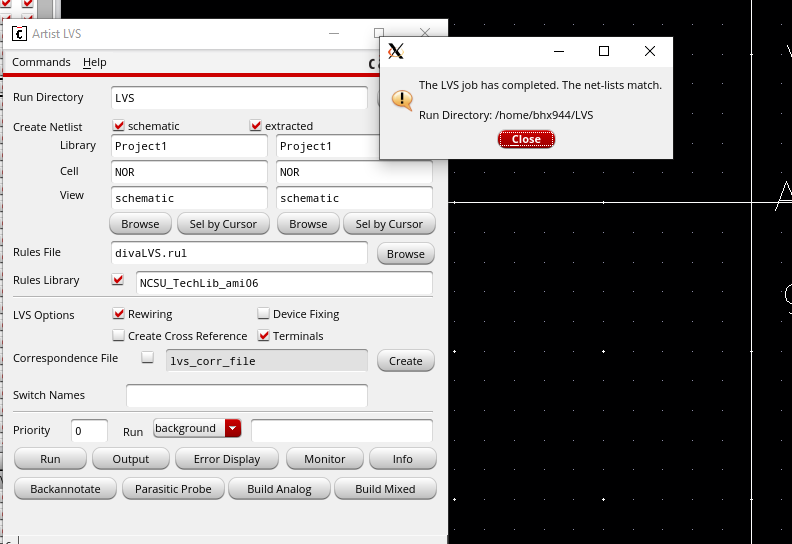 Artist LVS
Commands Help
Run Directory LVS
Create Netlist schematic extracted
Library Project1 Project1
Cell NOR NOR
View schematic schematic
Browse Sel by Cursor Browse Sel by Cursor
Rules File divaLVS.rul Browse
Rules Library NCSU_TechLib_ami06
LVS Options Rewiring Device Fixing
Create Cross Reference Terminals
Correspondence File lvs_corr_file Create
Switch Names
Priority 0 Run background
Run Output Error Display Monitor Info
Backannotate Parasitic Probe Build Analog Build Mixed
The LVS job has completed. The net-lists match.
Run Directory: /home/bhx944/LVS
Close